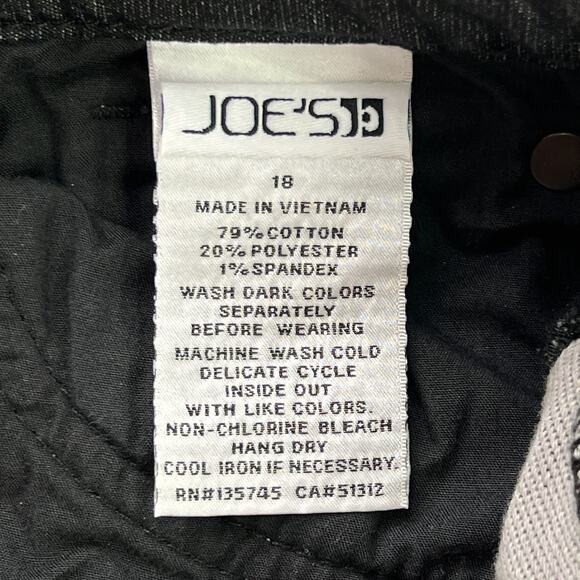 JOE'S
18
MADE IN VIETNAM
79% COTTON
20% POLYESTER
1% SPANDEX
WASH DARK COLORS
SEPARATELY
BEFORE WEARING
MACHINE WASH COLD
DELICATE CYCLE
INSIDE OUT
WITH LIKE COLORS.
NON-CHLORINE BLEACH
HANG DRY
COOL IRON IF NECESSARY.
RN#135745 CA#51312